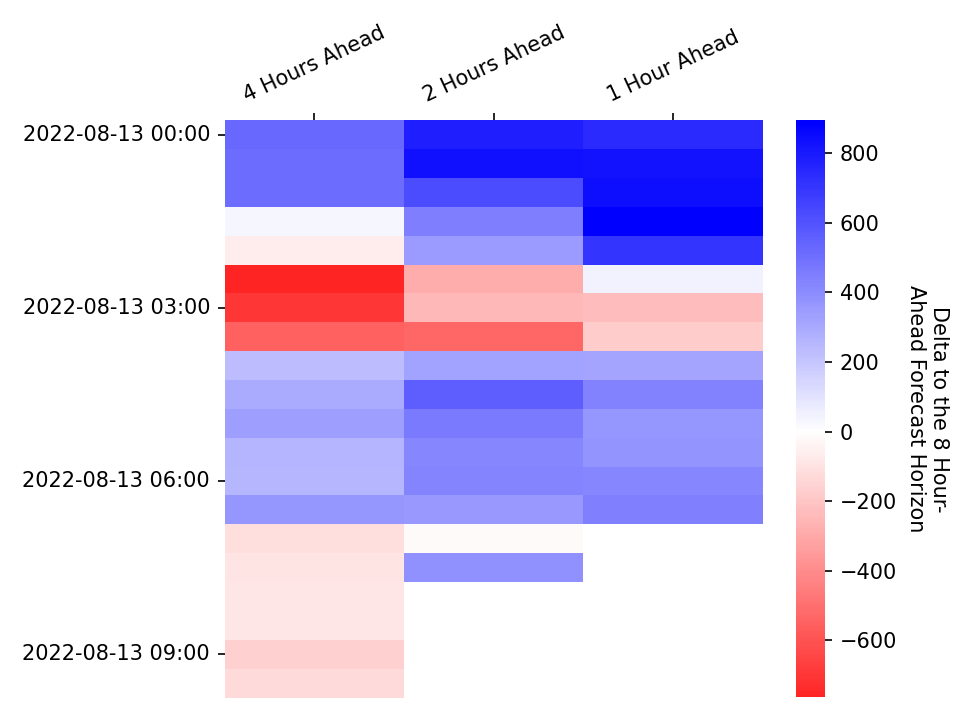 4 Hours Ahead
2 Hours Ahead
1 Hour Ahead
2022-08-13 00:00
2022-08-13 03:00
2022-08-13 06:00
2022-08-13 09:00
800
600
400
200
0
−200
−400
−600
Delta to the 8 Hour-
Ahead Forecast Horizon